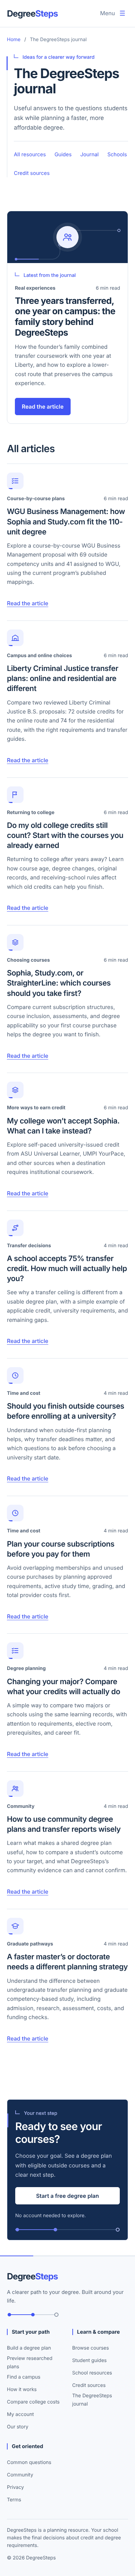 DegreeSteps
Menu
Home / The DegreeSteps journal
Ideas for a clearer way forward
The DegreeSteps
journal
Useful answers to the questions students
ask while planning a faster, more
affordable degree.
All resources Guides Journal Schools
Credit sources
Latest from the journal
Real experiences 6 min read
Three years transferred,
one year on campus: the
family story behind
DegreeSteps
How the founder's family combined
transfer coursework with one year at
Liberty, and how to explore a lower-
cost route that preserves the campus
experience.
Read the article
All articles
Course-by-course plans 6 min read
WGU Business Management: how
Sophia and Study.com fit the 110-
unit degree
Explore a course-by-course WGU Business
Management proposal with 69 outside
competency units and 41 assigned to WGU,
using the current program's published
mappings.
Read the article
Campus and online choices 6 min read
Liberty Criminal Justice transfer
plans: online and residential are
different
Compare two reviewed Liberty Criminal
Justice B.S. proposals: 72 outside credits for
the online route and 74 for the residential
route, with the right requirements and transfer
limits.
Read the article
Returning to college 6 min read
Do my old college credits still
count? Start with the courses you
already earned
Returning to college after years away? Learn
how course age, degree changes, original
records, and receiving-school rules affect
which old credits can help you finish.
Read the article
Choosing courses 6 min read
Sophia, Study.com, or
StraighterLine: which courses
should you take first?
Compare current subscription structures,
course inclusion, assessments, and degree
applicability so your first course purchase
helps the degree you want to finish.
Read the article
More ways to earn credit 6 min read
My college won't accept Sophia.
What can I take instead?
Explore self-paced university-issued credit
from ASU Universal Learner, UMPI YourPace,
and other sources when a destination
requires institutional coursework.
Read the article
Transfer decisions 4 min read
A school accepts 75% transfer
credit. How much will actually help
you?
See why a transfer ceiling is different from a
usable degree plan, with a simple example of
applicable credit, university requirements, and
remaining gaps.
Read the article
Time and cost 4 min read
Should you finish outside courses
before enrolling at a university?
Understand when outside-first planning
helps, why transfer deadlines matter, and
which questions to ask before choosing a
university start date.
Read the article
Time and cost 4 min read
Plan your course subscriptions
before you pay for them
Avoid overlapping memberships and unused
course purchases by planning approved
requirements, active study time, grading, and
total provider costs first.
Read the article
Degree planning 4 min read
Changing your major? Compare
what your credits will actually do
A simple way to compare two majors or
schools using the same learning records, with
attention to requirements, elective room,
prerequisites, and career fit.
Read the article
Community 4 min read
How to use community degree
plans and transfer reports wisely
Learn what makes a shared degree plan
useful, how to compare a student's outcome
to your target, and what DegreeSteps's
community evidence can and cannot confirm.
Read the article
Graduate pathways 4 min read
A faster master's or doctorate
needs a different planning strategy
Understand the difference between
undergraduate transfer planning and graduate
competency-based study, including
admission, research, assessment, costs, and
funding checks.
Read the article
Your next step
Ready to see your
courses?
Choose your goal. See a degree plan
with eligible outside courses and a
clear next step.
Start a free degree plan
No account needed to explore.
DegreeSteps
A clearer path to your degree. Built around your
life.
Start your path
Build a degree plan
Preview researched
plans
Find a campus
How it works
Compare college costs
My account
Our story
Learn & compare
Browse courses
Student guides
School resources
Credit sources
The DegreeSteps
journal
Get oriented
Common questions
Community
Privacy
Terms
DegreeSteps is a planning resource. Your school
makes the final decisions about credit and degree
requirements.
© 2026 DegreeSteps